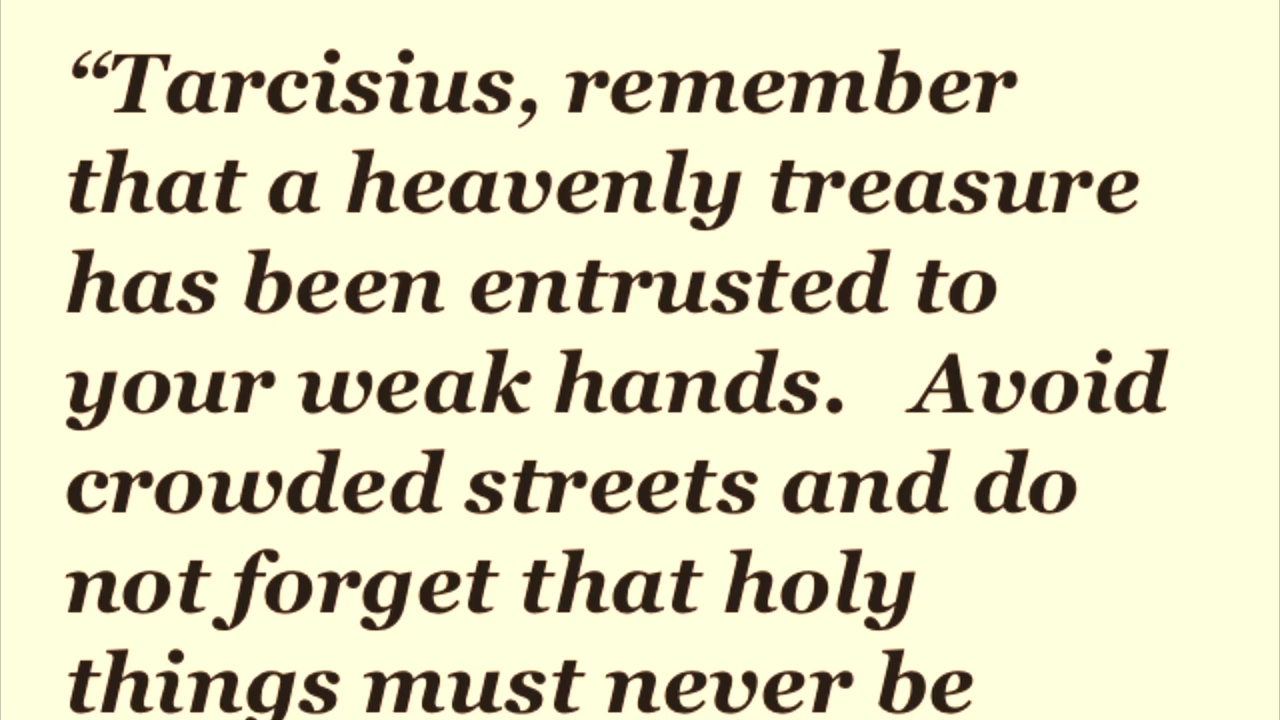 “Tarcisius, remember
that a heavenly treasure
has been entrusted to
your weak hands.   Avoid
crowded streets and do
not forget that holy
things must never be